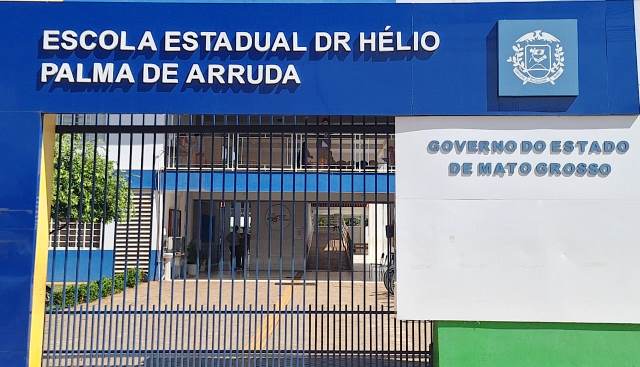 ESCOLA ESTADUAL DR HÉLIO
PALMA DE ARRUDA
GOVERNO DO ESTADO
DE MATO GROSSO